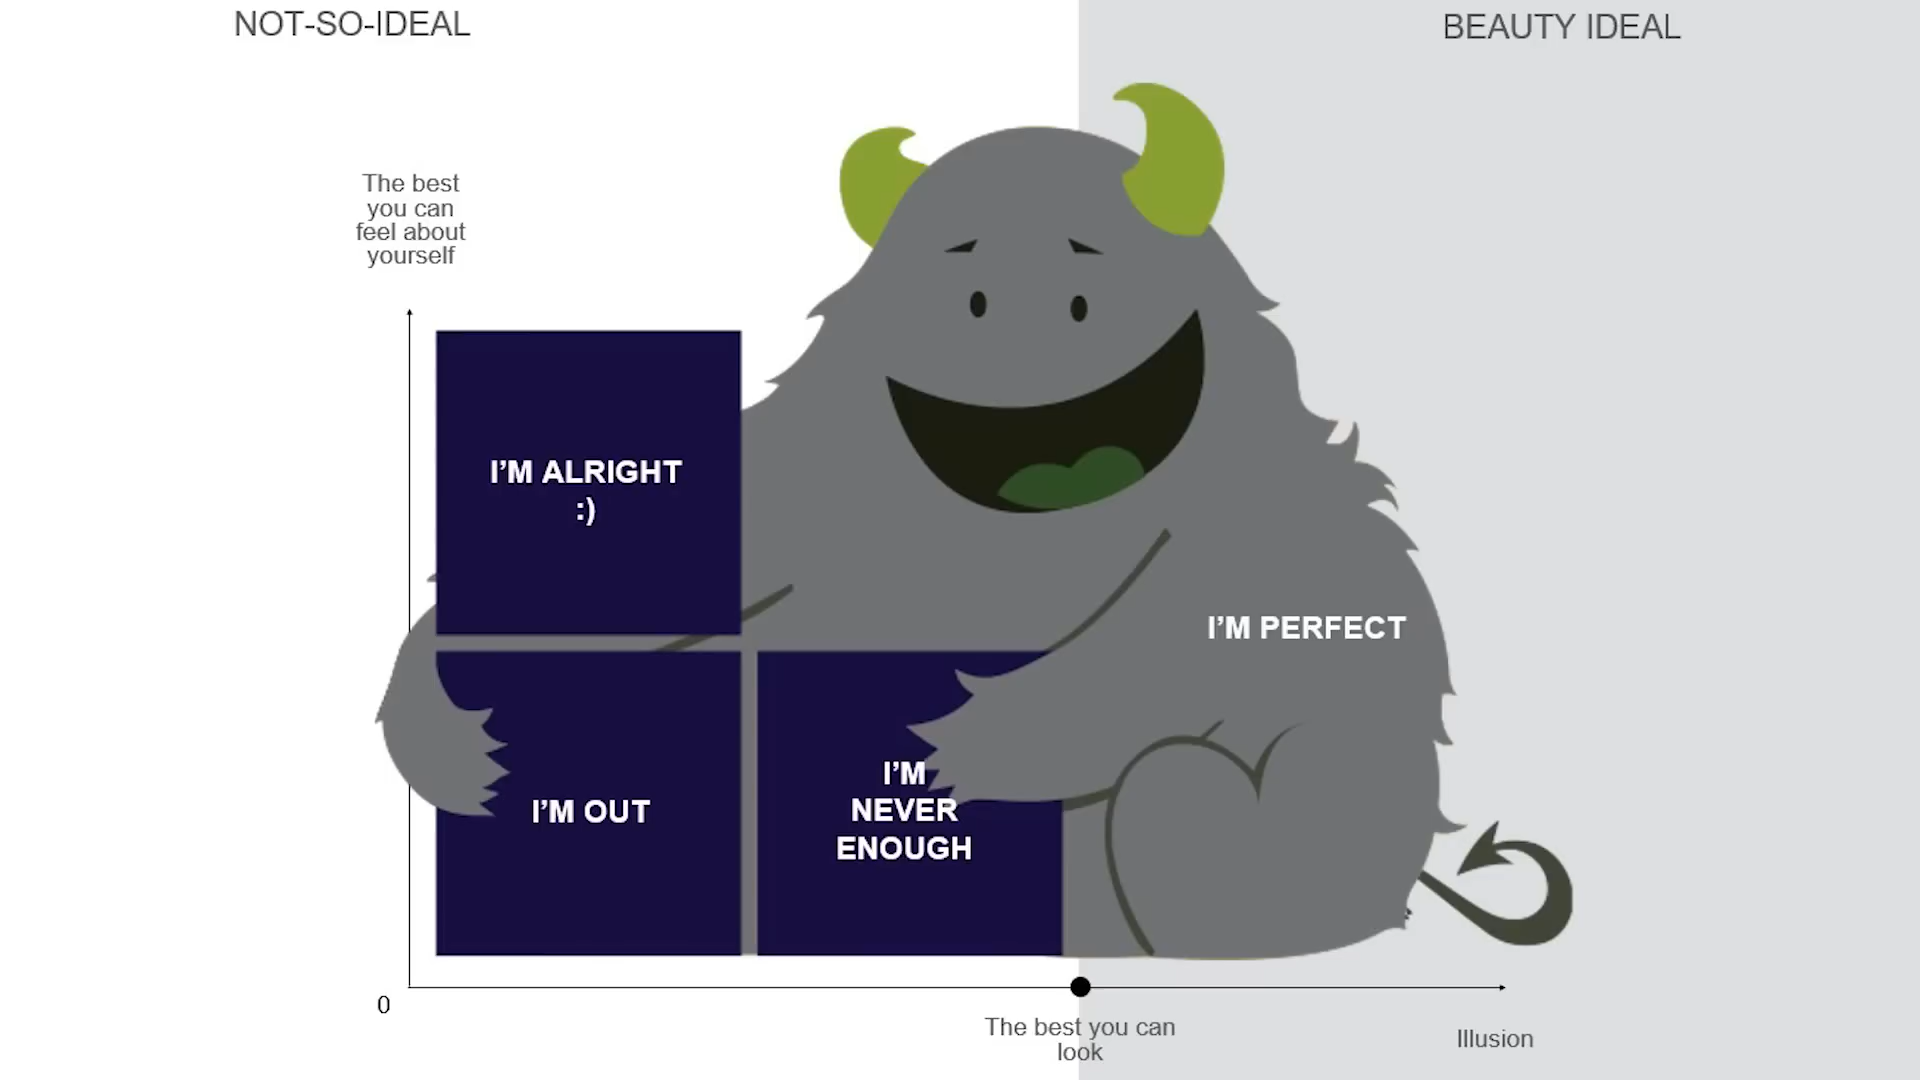 NOT-SO-IDEAL
BEAUTY IDEAL
The best
you can
feel about
yourself
I’M ALRIGHT
:)
I’M PERFECT
I’M OUT
I’M
NEVER
ENOUGH
0
The best you can
look
Illusion